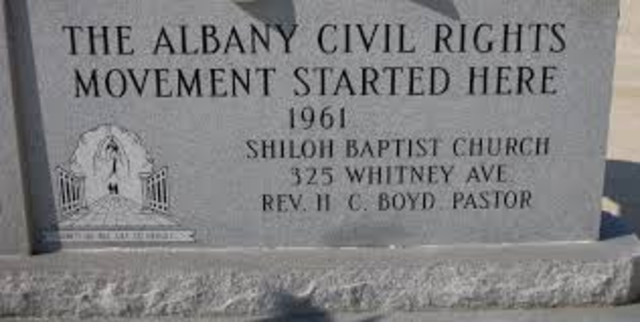 THE ALBANY CIVIL RIGHTS
MOVEMENT STARTED HERE
1961
SHILOH BAPTIST CHURCH
325 WHITNEY AVE
REV. H C. BOYD PASTOR